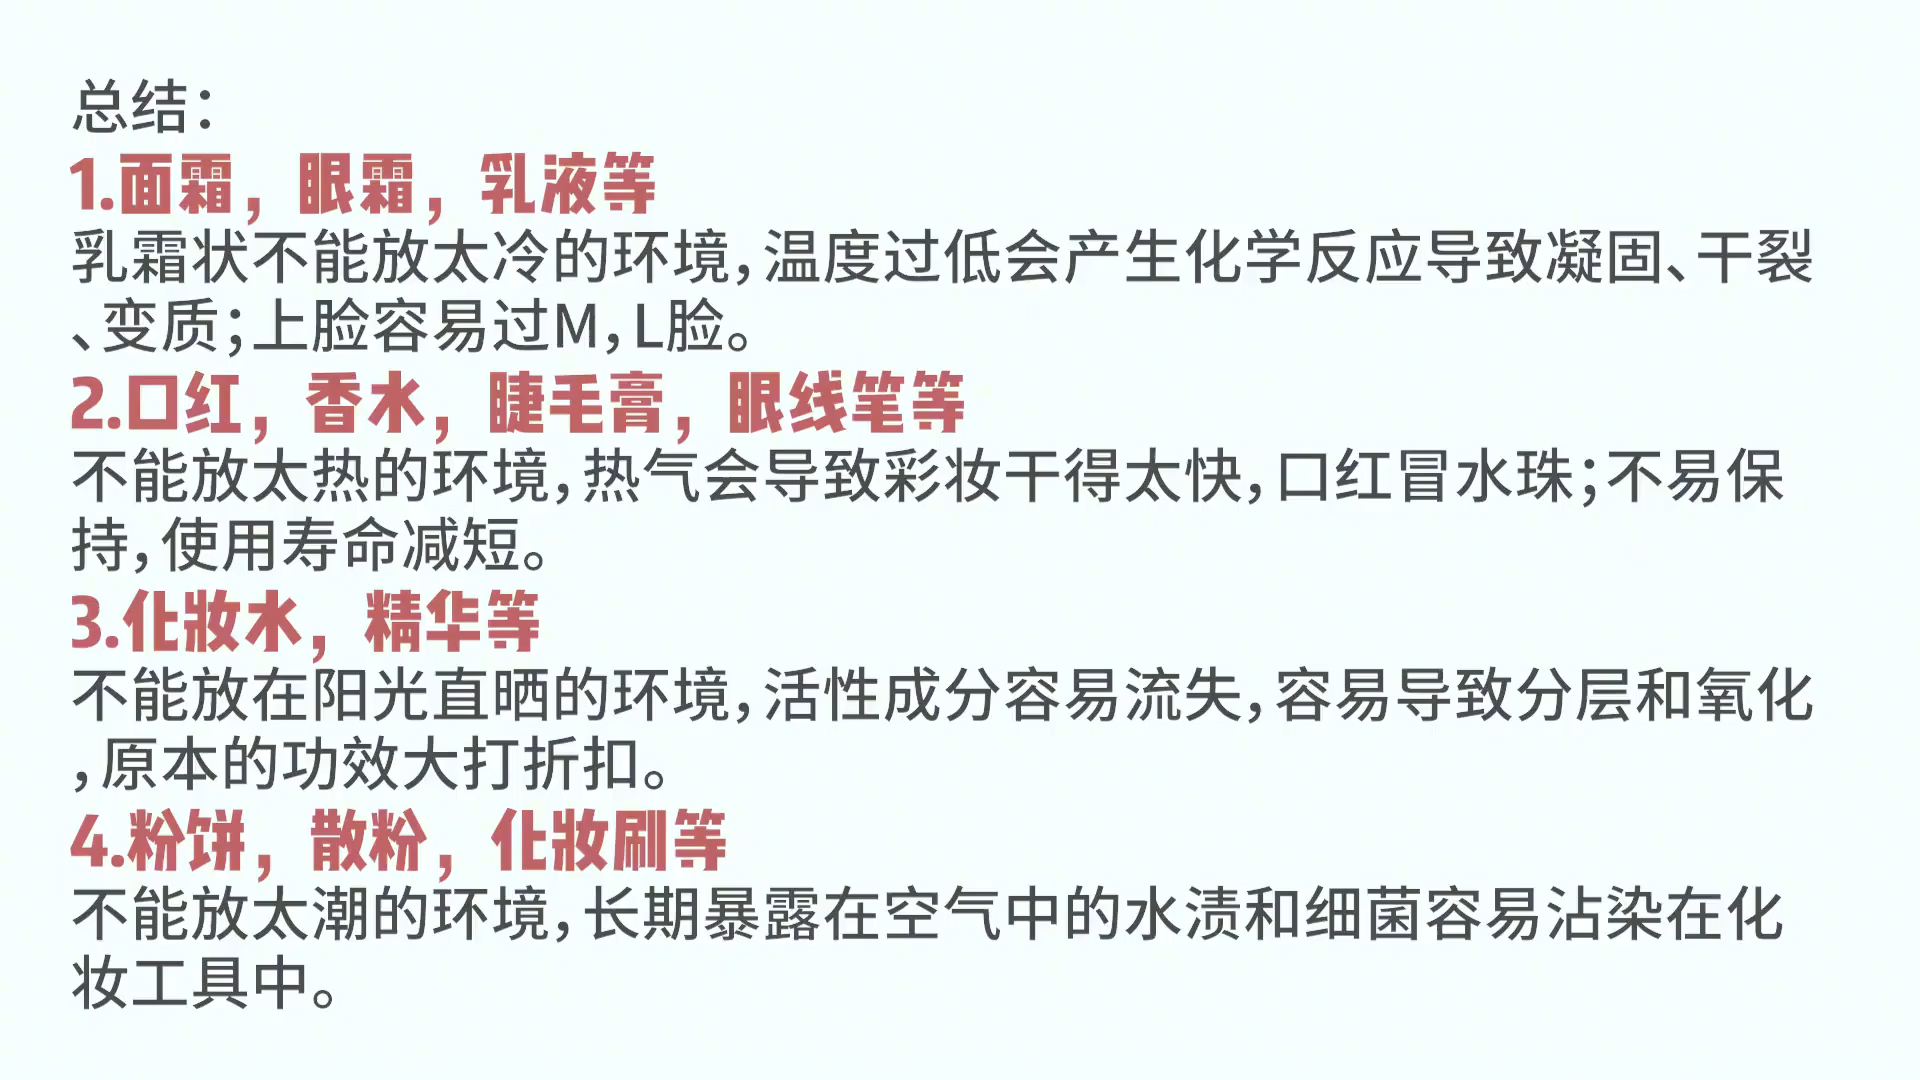 总结：
1.面霜，眼霜，乳液等
乳霜状不能放太冷的环境，温度过低会产生化学反应导致凝固、干裂
、变质；上脸容易过M，L脸。
2.口红，香水，睫毛膏，眼线笔等
不能放太热的环境，热气会导致彩妆干得太快，口红冒水珠；不易保
持，使用寿命减短。
3.化妝水，精华等
不能放在阳光直晒的环境，活性成分容易流失，容易导致分层和氧化
，原本的功效大打折扣。
4.粉饼，散粉，化妝刷等
不能放太潮的环境，长期暴露在空气中的水渍和细菌容易沾染在化
妆工具中。